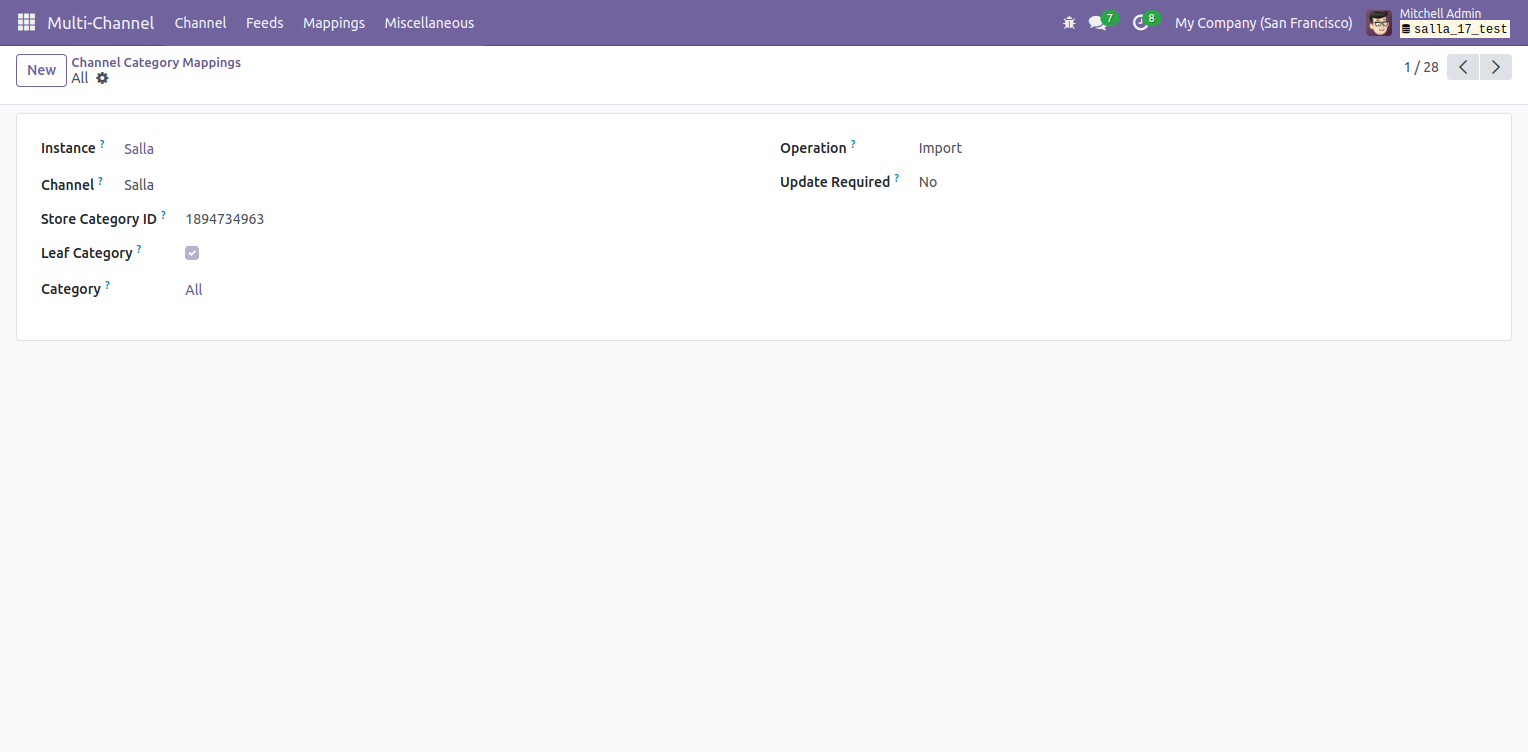 Multi-Channel Channel Feeds Mappings Miscellaneous 7 8 My Company (San Francisco) Mitchell Admin
salla_17_test
New Channel Category Mappings
All 1 / 28
Instance ? Salla Operation ? Import
Channel ? Salla Update Required ? No
Store Category ID ? 1894734963
Leaf Category ?
Category ? All